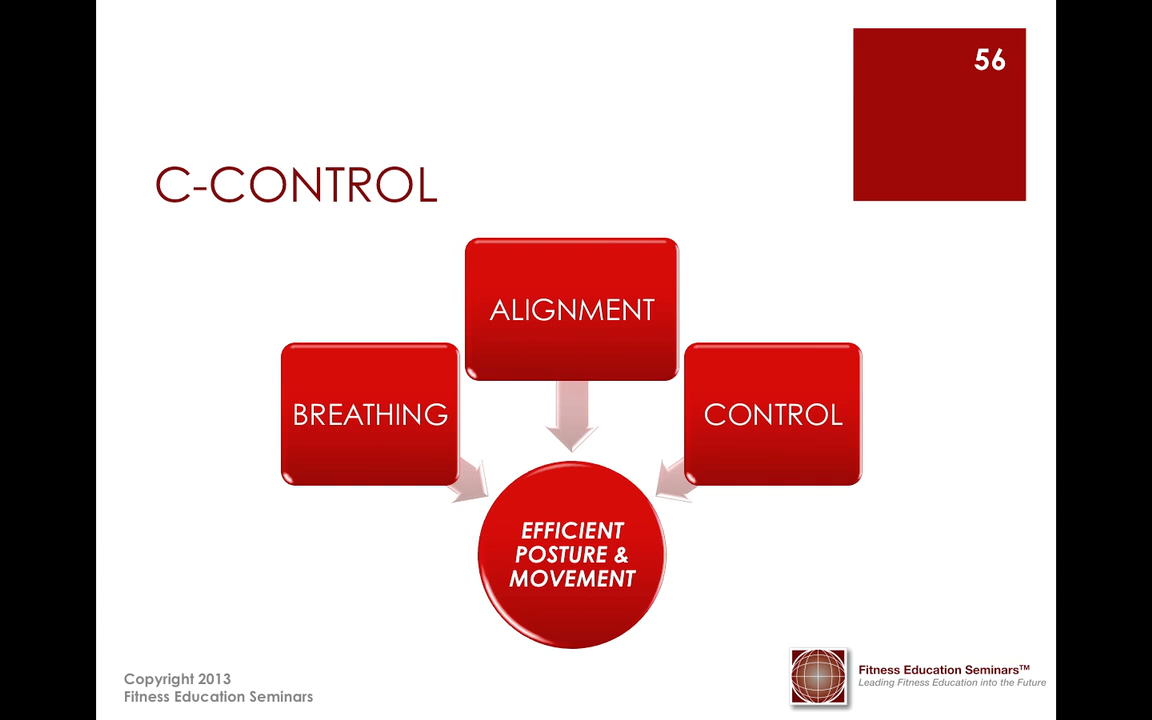 56
C-CONTROL
ALIGNMENT
BREATHING
CONTROL
EFFICIENT
POSTURE &
MOVEMENT
Copyright 2013
Fitness Education Seminars
Fitness Education Seminars™
Leading Fitness Education into the Future